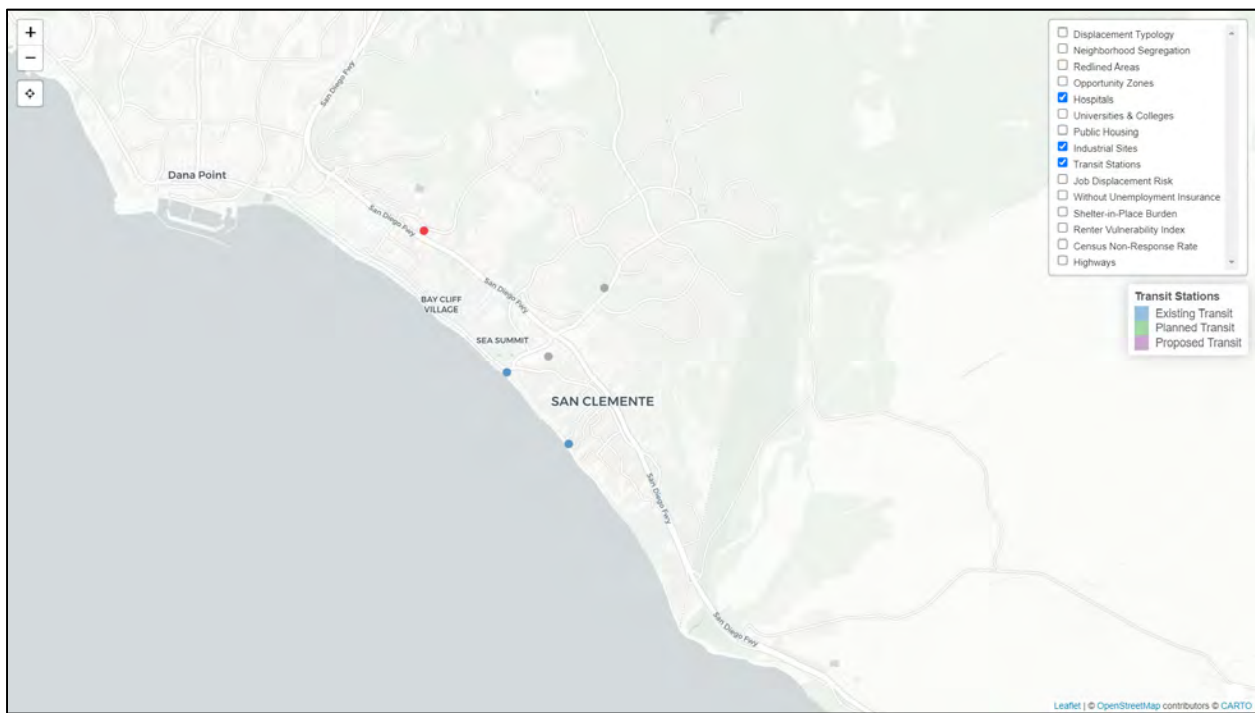 +
−
San Diego Fwy
Dana Point
San Diego Fwy
San Diego Fwy
BAY CLIFF
VILLAGE
SEA SUMMIT
SAN CLEMENTE
San Diego Fwy
San Diego Fwy
Displacement Typology
Neighborhood Segregation
Redlined Areas
Opportunity Zones
Hospitals
Universities & Colleges
Public Housing
Industrial Sites
Transit Stations
Job Displacement Risk
Without Unemployment Insurance
Shelter-in-Place Burden
Renter Vulnerability Index
Census Non-Response Rate
Highways
Transit Stations
Existing Transit
Planned Transit
Proposed Transit
Leaflet | © OpenStreetMap contributors © CARTO